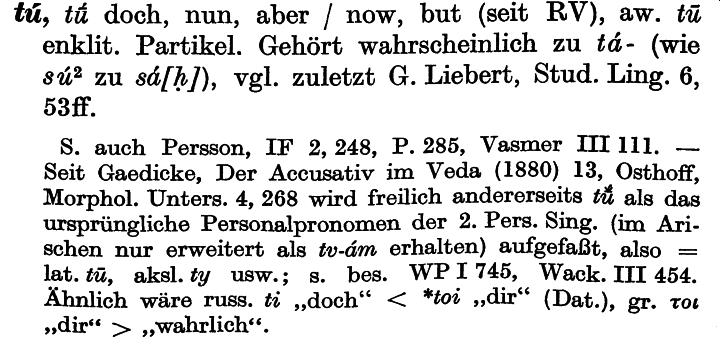 tú, tū́ doch, nun, aber / now, but (seit RV), aw. tū
enklit. Partikel. Gehört wahrscheinlich zu tá- (wie
sú² zu sá[ḥ]), vgl. zuletzt G. Liebert, Stud. Ling. 6,
53ff.
S. auch Persson, IF 2, 248, P. 285, Vasmer III 111. —
Seit Gaedicke, Der Accusativ im Veda (1880) 13, Osthoff,
Morphol. Unters. 4, 268 wird freilich andererseits tū̆́ als das
ursprüngliche Personalpronomen der 2. Pers. Sing. (im Ari-
schen nur erweitert als tv-ám erhalten) aufgefaßt, also =
lat. tū, aksl. ty usw.; s. bes. WP I 745, Wack. III 454.
Ähnlich wäre russ. ti „doch“ < *toi „dir“ (Dat.), gr. τοι
„dir“ > „wahrlich“.